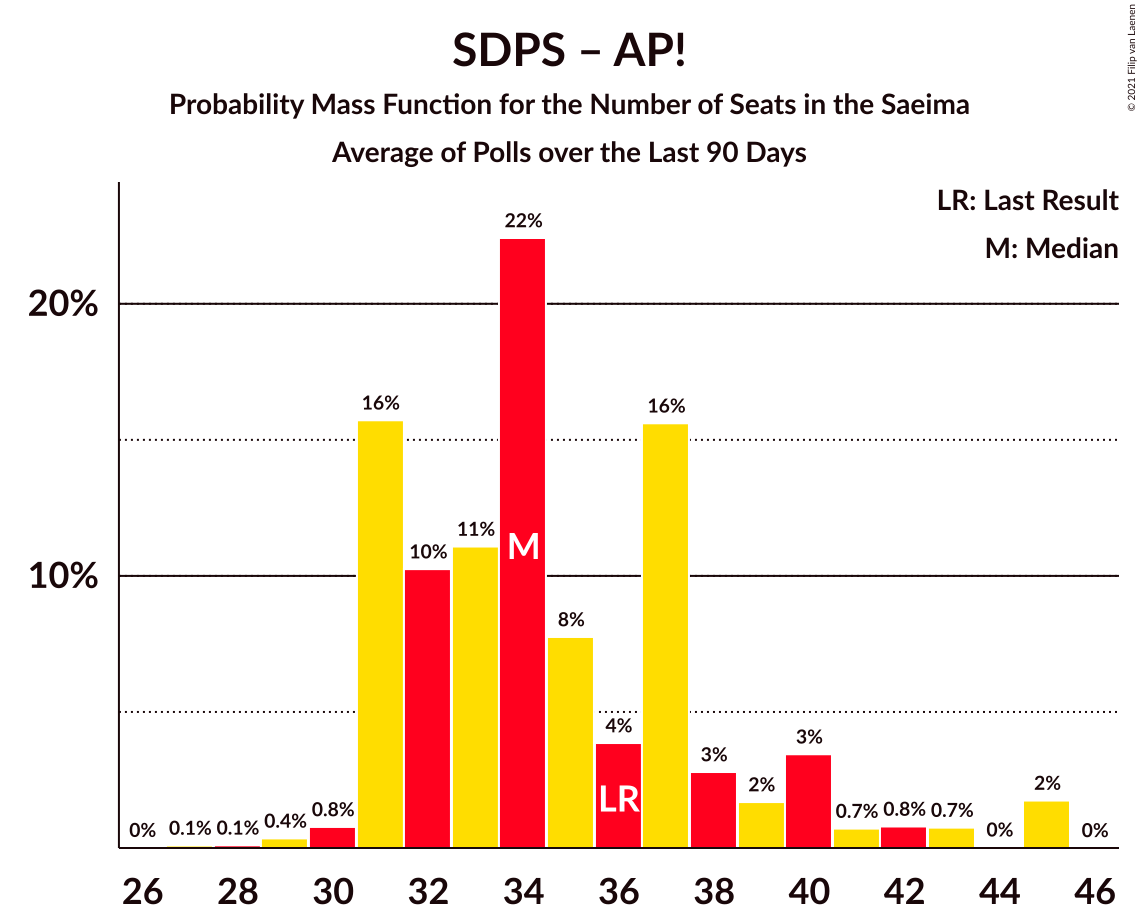 SDPS – AP!
Probability Mass Function for the Number of Seats in the Saeima
Average of Polls over the Last 90 Days
© 2021 Filip van Laenen
LR: Last Result
M: Median
20%
10%
0%
0.1%
0.1%
0.4%
0.8%
16%
10%
11%
22%
8%
4%
16%
3%
2%
3%
0.7%
0.8%
0.7%
0%
2%
0%
M
LR
26 28 30 32 34 36 38 40 42 44 46